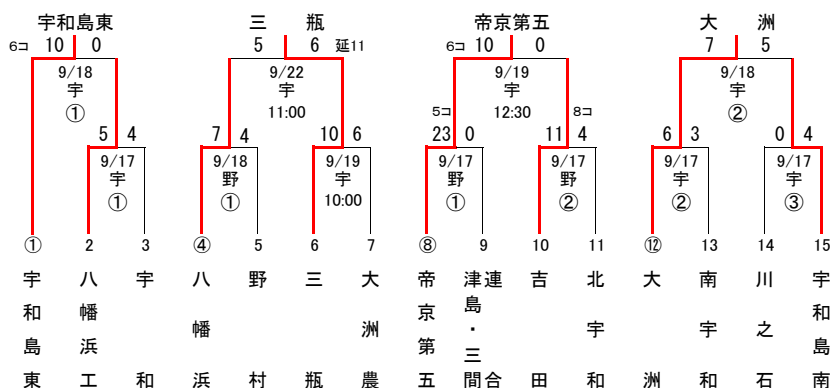 宇和島東 三瓶 帝京第五 大洲
6コ 10 0 5 6 延11 6コ 10 0 7 5
9/18 9/22 9/19 9/18
宇 宇 宇 宇
① 11:00 12:30 ②
5コ 8コ
5 4 7 4 10 6 23 0 11 4 6 3 0 4
9/17 9/18 9/19 9/17 9/17 9/17 9/17
宇 野 宇 野 野 宇 宇
① ① 10:00 ① ② ② ③
① 2 3 ④ 5 6 7 ⑧ 9 10 11 ⑫ 13 14 15
宇和島東
八幡浜工
宇和
八幡浜
野村
三瓶
大洲農
帝京第五
津島・三間連合
吉田
北宇和
大洲
南宇和
川之石
宇和島南